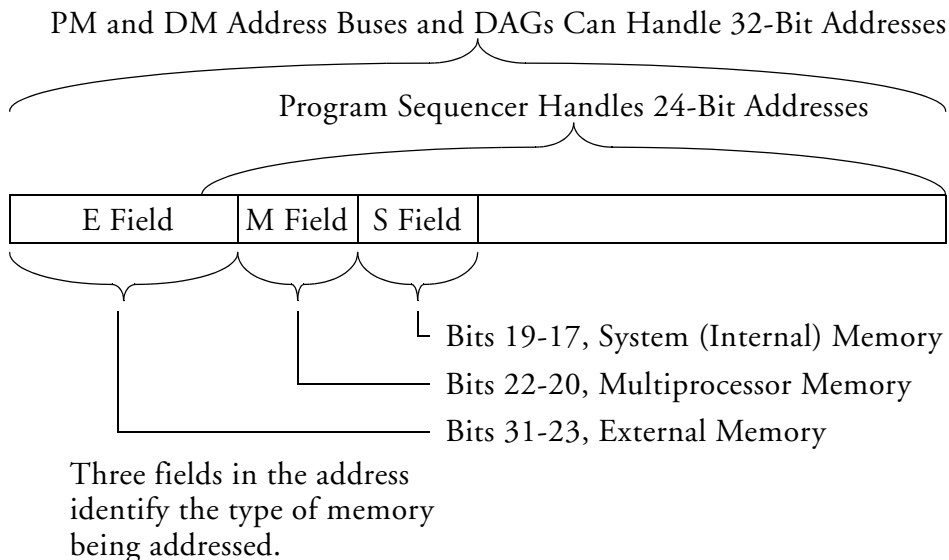 PM and DM Address Buses and DAGs Can Handle 32-Bit Addresses
Program Sequencer Handles 24-Bit Addresses
E Field
M Field
S Field
Bits 19-17, System (Internal) Memory
Bits 22-20, Multiprocessor Memory
Bits 31-23, External Memory
Three fields in the address
identify the type of memory
being addressed.